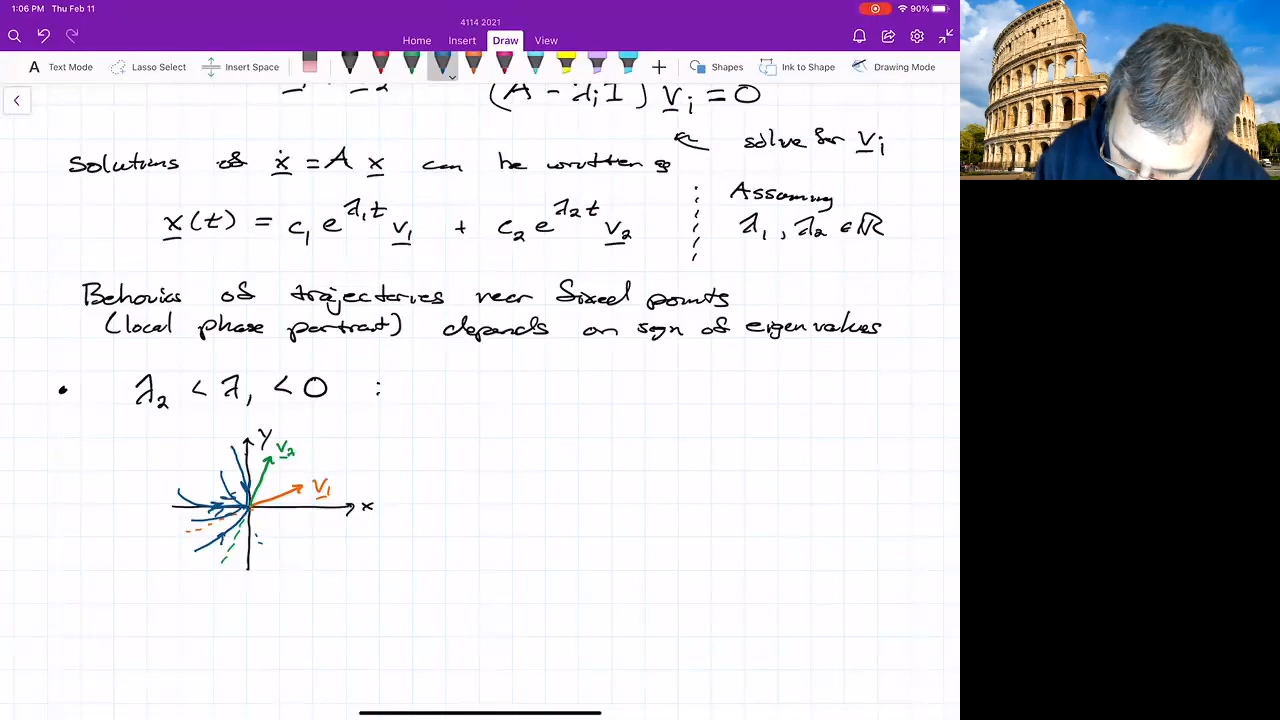 1:06 PM Thu Feb 11
90%
4114 2021
Home Insert Draw View
Text Mode Lasso Select Insert Space Shapes Ink to Shape Drawing Mode
(A - λiI) vi = 0
solve for vi
Solutions of ẋ = A x can be written as
Assuming
x(t) = c1 e^λ1t v1 + c2 e^λ2t v2
λ1, λ2 ∈ ℝ
Behavior of trajectories near fixed points
(local phase portrait) depends on sign of eigenvalues
• λ2 < λ1 < 0 :
y
v2
v1
x